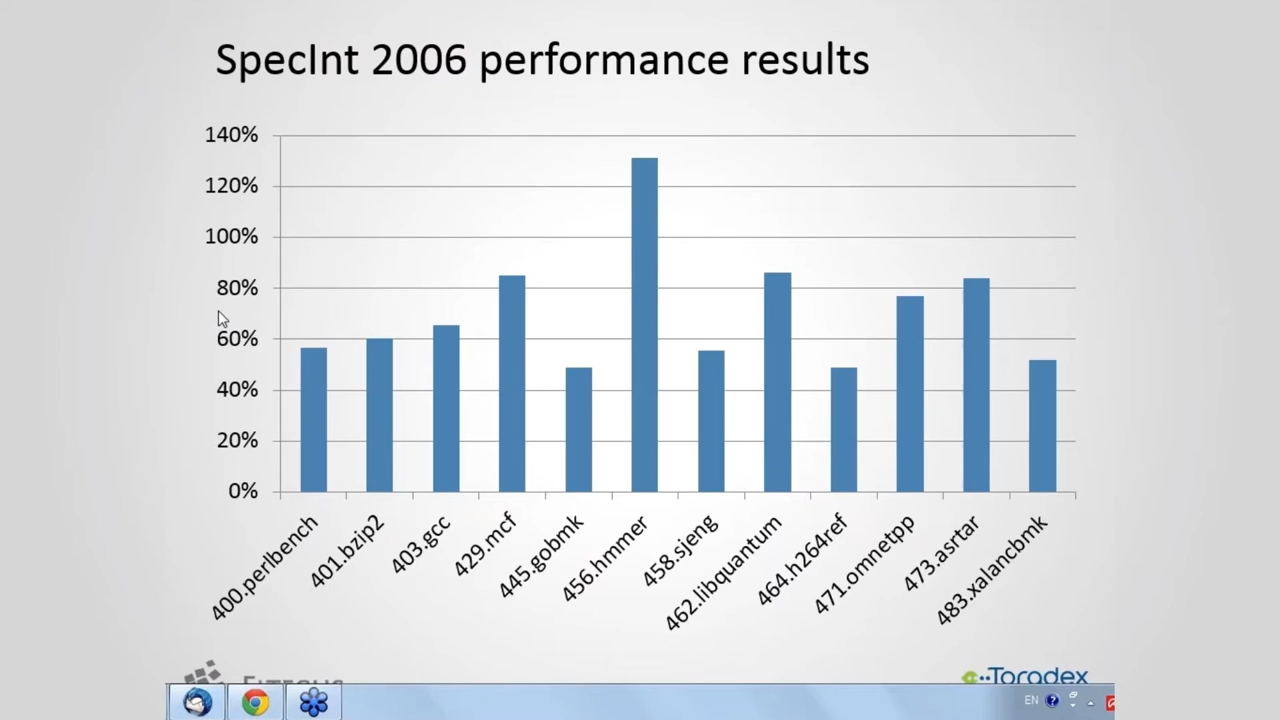 SpecInt 2006 performance results
140%
120%
100%
80%
60%
40%
20%
0%
400.perlbench
401.bzip2
403.gcc
429.mcf
445.gobmk
456.hmmer
458.sjeng
462.libquantum
464.h264ref
471.omnetpp
473.asrtar
483.xalancbmk
Toradex
EN